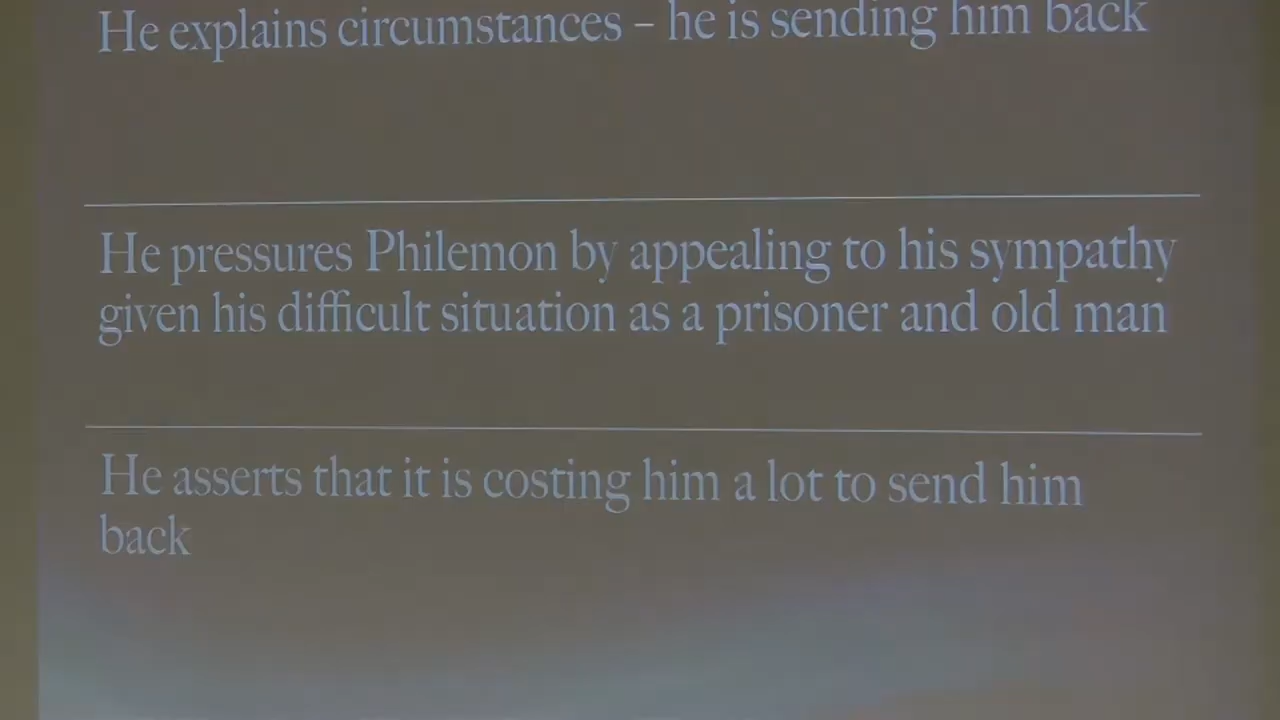 He explains circumstances – he is sending him back
He pressures Philemon by appealing to his sympathy
given his difficult situation as a prisoner and old man
He asserts that it is costing him a lot to send him
back